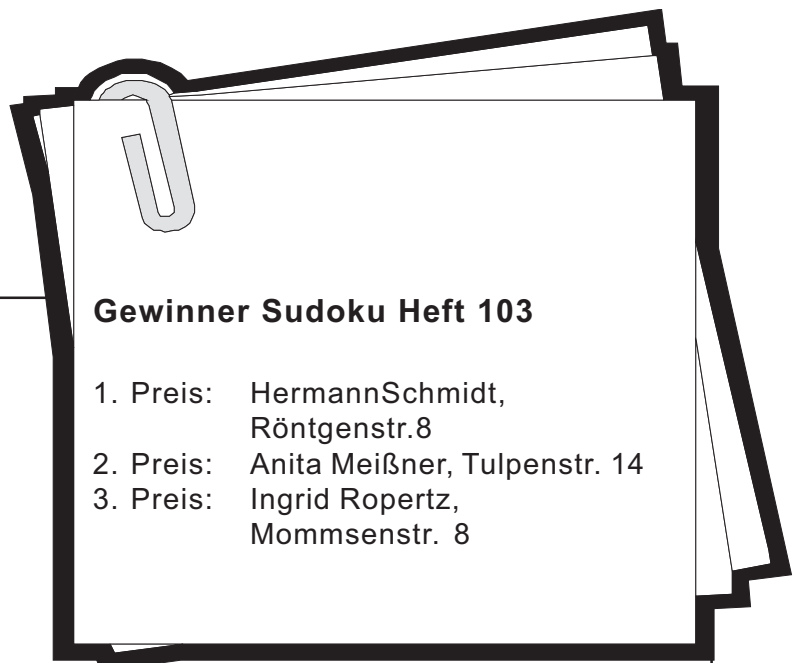 Gewinner Sudoku Heft 103
1. Preis: HermannSchmidt,
Röntgenstr.8
2. Preis: Anita Meißner, Tulpenstr. 14
3. Preis: Ingrid Ropertz,
Mommsenstr. 8